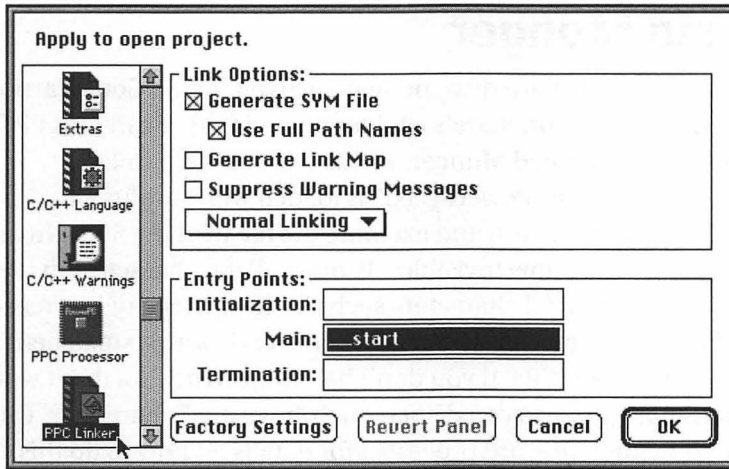 Apply to open project.
Extras
C/C++ Language
C/C++ Warnings
PPC Processor
PPC Linker
Link Options:
Generate SYM File
Use Full Path Names
Generate Link Map
Suppress Warning Messages
Normal Linking
Entry Points:
Initialization:
Main: __start
Termination:
Factory Settings
Revert Panel
Cancel
OK